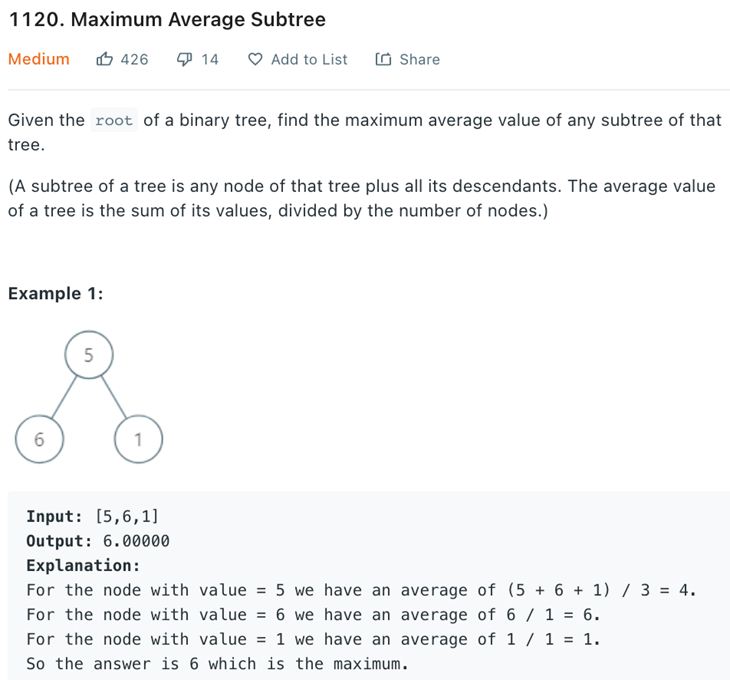 1120. Maximum Average Subtree
Medium 426 14 Add to List Share
Given the root of a binary tree, find the maximum average value of any subtree of that
tree.
(A subtree of a tree is any node of that tree plus all its descendants. The average value
of a tree is the sum of its values, divided by the number of nodes.)
Example 1:
5
6 1
Input: [5,6,1]
Output: 6.00000
Explanation:
For the node with value = 5 we have an average of (5 + 6 + 1) / 3 = 4.
For the node with value = 6 we have an average of 6 / 1 = 6.
For the node with value = 1 we have an average of 1 / 1 = 1.
So the answer is 6 which is the maximum.